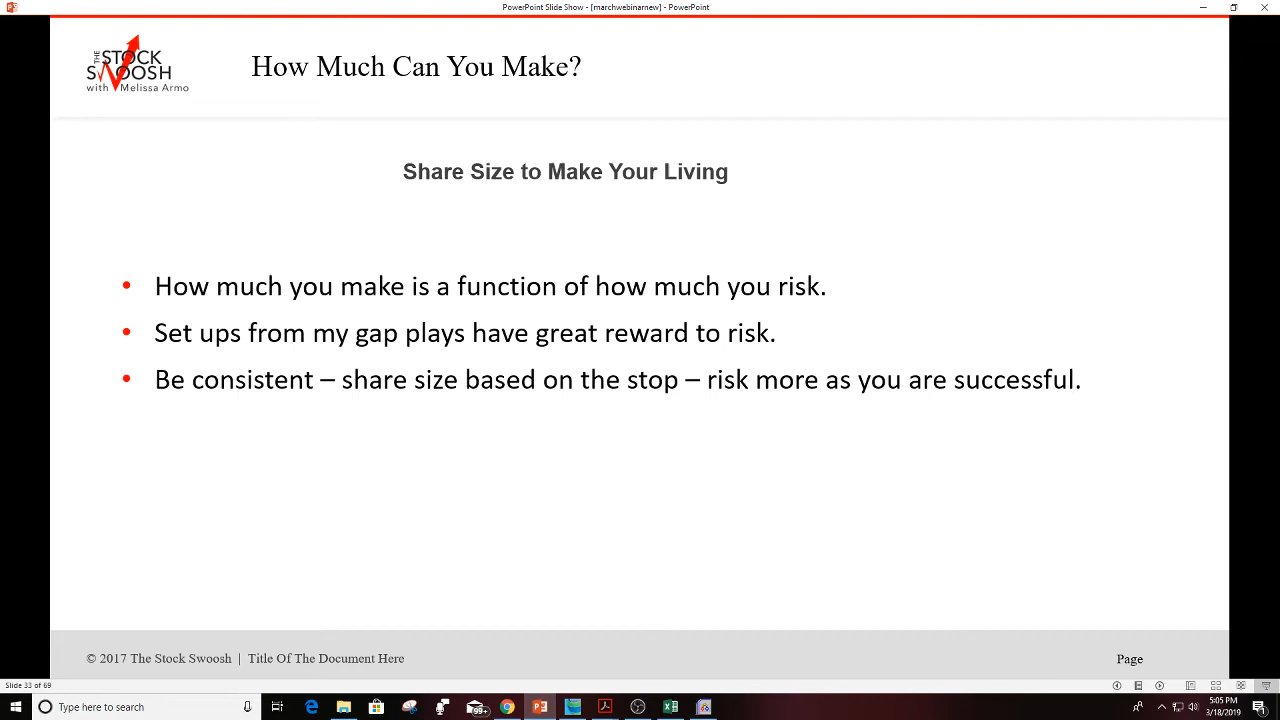 PowerPoint Slide Show - [marchwebinarnew] - PowerPoint
THE STOCK
SWOOSH
with Melissa Armo
How Much Can You Make?
Share Size to Make Your Living
• How much you make is a function of how much you risk.
• Set ups from my gap plays have great reward to risk.
• Be consistent – share size based on the stop – risk more as you are successful.
© 2017 The Stock Swoosh | Title Of The Document Here
Page
Slide 33 of 69
Type here to search
99+
5:05 PM
3/18/2019